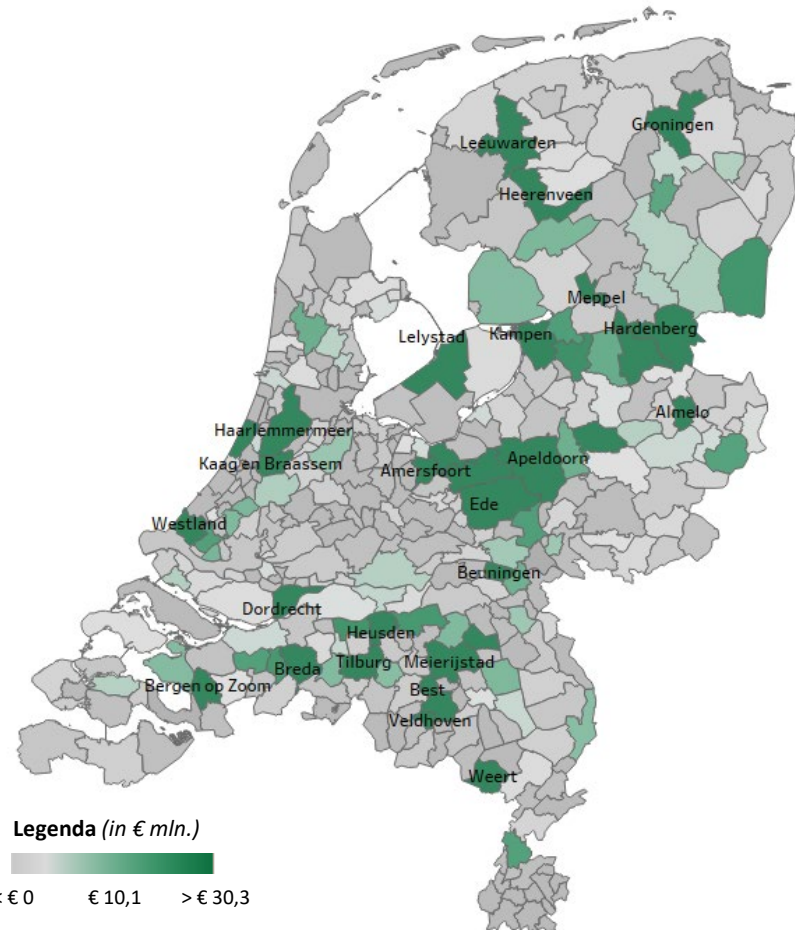 Groningen
Leeuwarden
Heerenveen
Meppel
Lelystad
Kampen
Hardenberg
Almelo
Haarlemmermeer
Kaag en Braassem
Amersfoort
Apeldoorn
Ede
Westland
Beuningen
Dordrecht
Heusden
Breda
Tilburg
Meierijstad
Bergen op Zoom
Best
Veldhoven
Weert
Legenda (in € mln.)
< € 0 € 10,1 > € 30,3